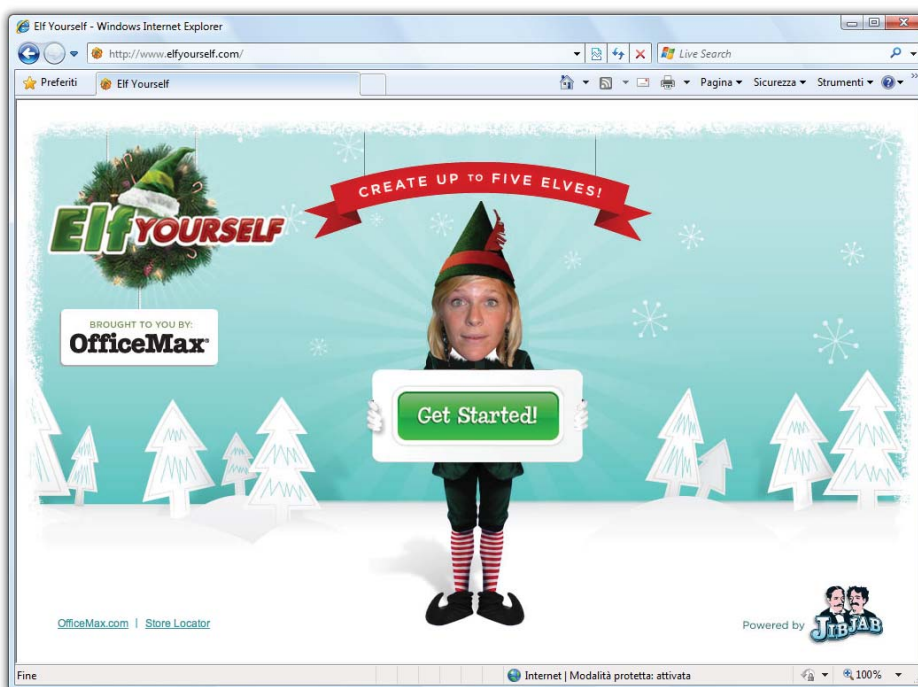 Elf Yourself - Windows Internet Explorer
http://www.elfyourself.com/
Live Search
Preferiti
Elf Yourself
Pagina
Sicurezza
Strumenti
CREATE UP TO FIVE ELVES!
Elf YOURSELF
BROUGHT TO YOU BY:
OfficeMax
Get Started!
OfficeMax.com | Store Locator
Powered by JIBJAB
Fine
Internet | Modalità protetta: attivata
100%